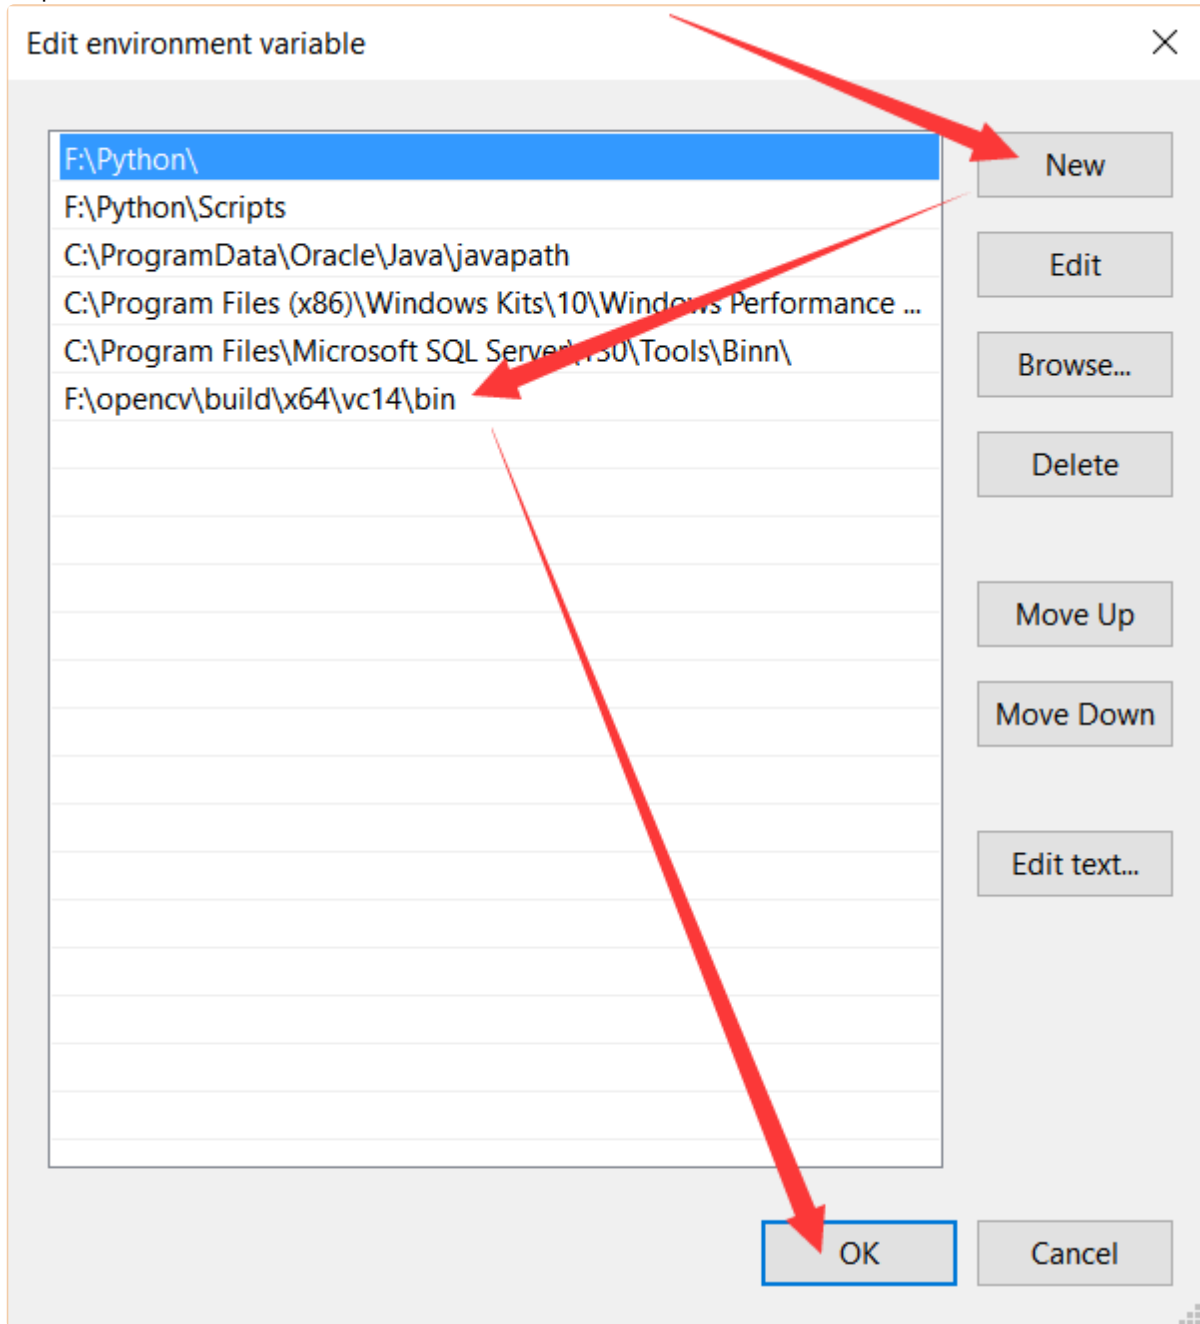 Edit environment variable
F:\Python\
F:\Python\Scripts
C:\ProgramData\Oracle\Java\javapath
C:\Program Files (x86)\Windows Kits\10\Windows Performance ...
C:\Program Files\Microsoft SQL Server\130\Tools\Binn\
F:\opencv\build\x64\vc14\bin
New
Edit
Browse...
Delete
Move Up
Move Down
Edit text...
OK
Cancel